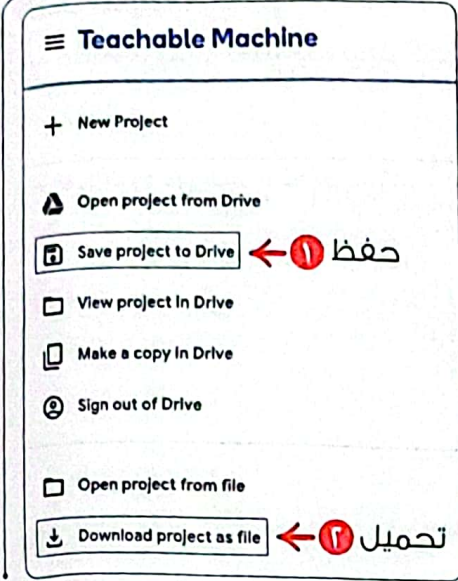 Teachable Machine
New Project
Open project from Drive
Save project to Drive ١ حفظ
View project in Drive
Make a copy in Drive
Sign out of Drive
Open project from file
Download project as file ٢ تحميل